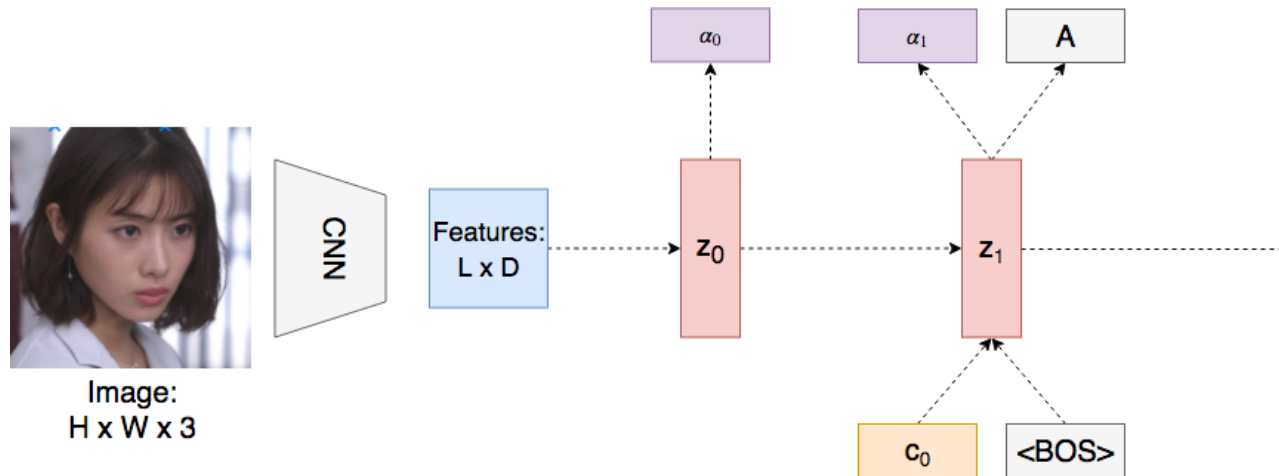 α₀
α₁
A
CNN
Features:
L x D
z₀
z₁
Image:
H x W x 3
c₀
<BOS>